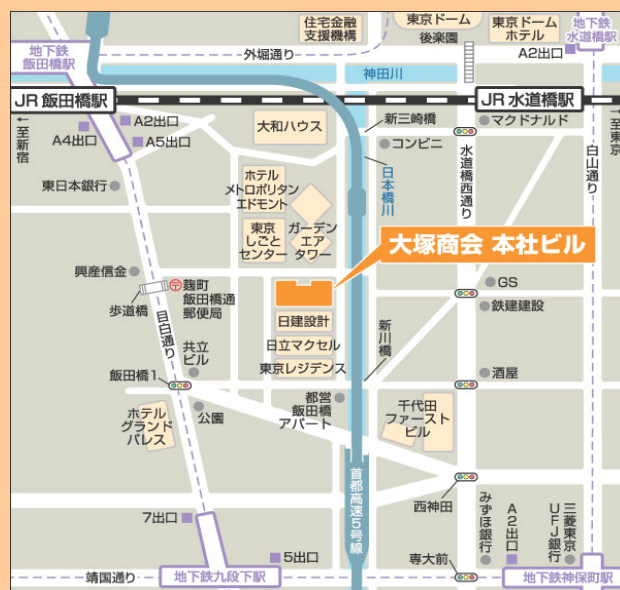 住宅金融
支援機構
東京ドーム
後楽園
東京ドーム
ホテル
地下鉄
水道橋駅
A2出口
地下鉄
飯田橋駅
外堀通り
神田川
JR 飯田橋駅
JR 水道橋駅
←至新宿
→至東京
A2出口
A4出口
A5出口
大和ハウス
新三崎橋
マクドナルド
コンビニ
水道橋西通り
白山通り
日本橋川
東日本銀行
ホテル
メトロポリタン
エドモント
東京
しごと
センター
ガーデン
エア
タワー
大塚商会 本社ビル
興産信金
歩道橋
〒
麹町
飯田橋通
郵便局
目白通り
GS
鉄建建設
日建設計
日立マクセル
東京レジデンス
新川橋
共立
ビル
飯田橋1
酒屋
ホテル
グランド
パレス
公園
都営
飯田橋
アパート
千代田
ファースト
ビル
首都高速5号線
西神田
みずほ銀行
A2出口
三菱東京
UFJ銀行
7出口
5出口
専大前
靖国通り
地下鉄九段下駅
地下鉄神保町駅